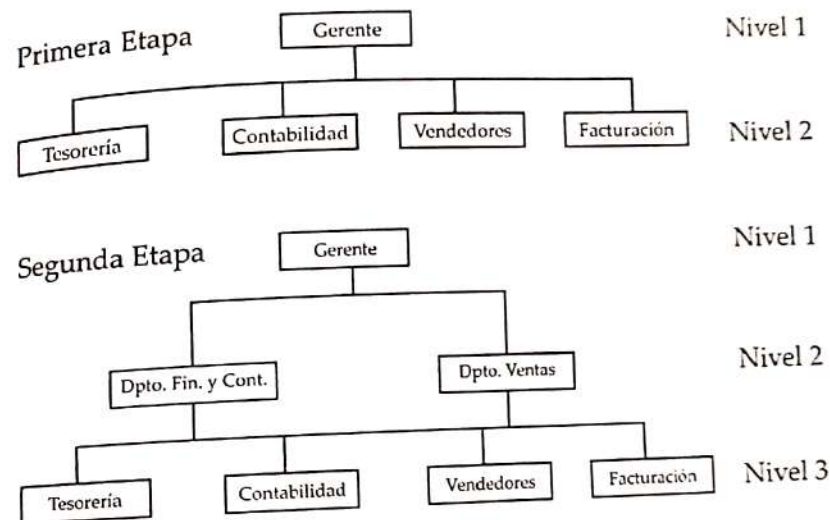 Primera Etapa
Gerente
Nivel 1
Tesorería
Contabilidad
Vendedores
Facturación
Nivel 2
Segunda Etapa
Gerente
Nivel 1
Dpto. Fin. y Cont.
Dpto. Ventas
Nivel 2
Tesorería
Contabilidad
Vendedores
Facturación
Nivel 3